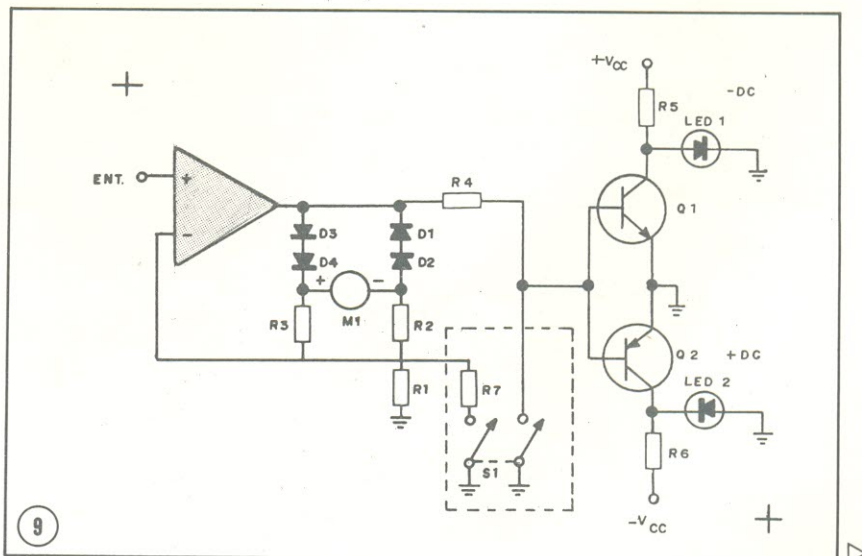 +Vcc
-DC
R5
LED 1
ENT.
+
R4
Q1
-
D3
D1
D4
D2
+
-
M1
R3
R2
Q2
+DC
LED 2
R1
R7
S1
R6
-Vcc
9